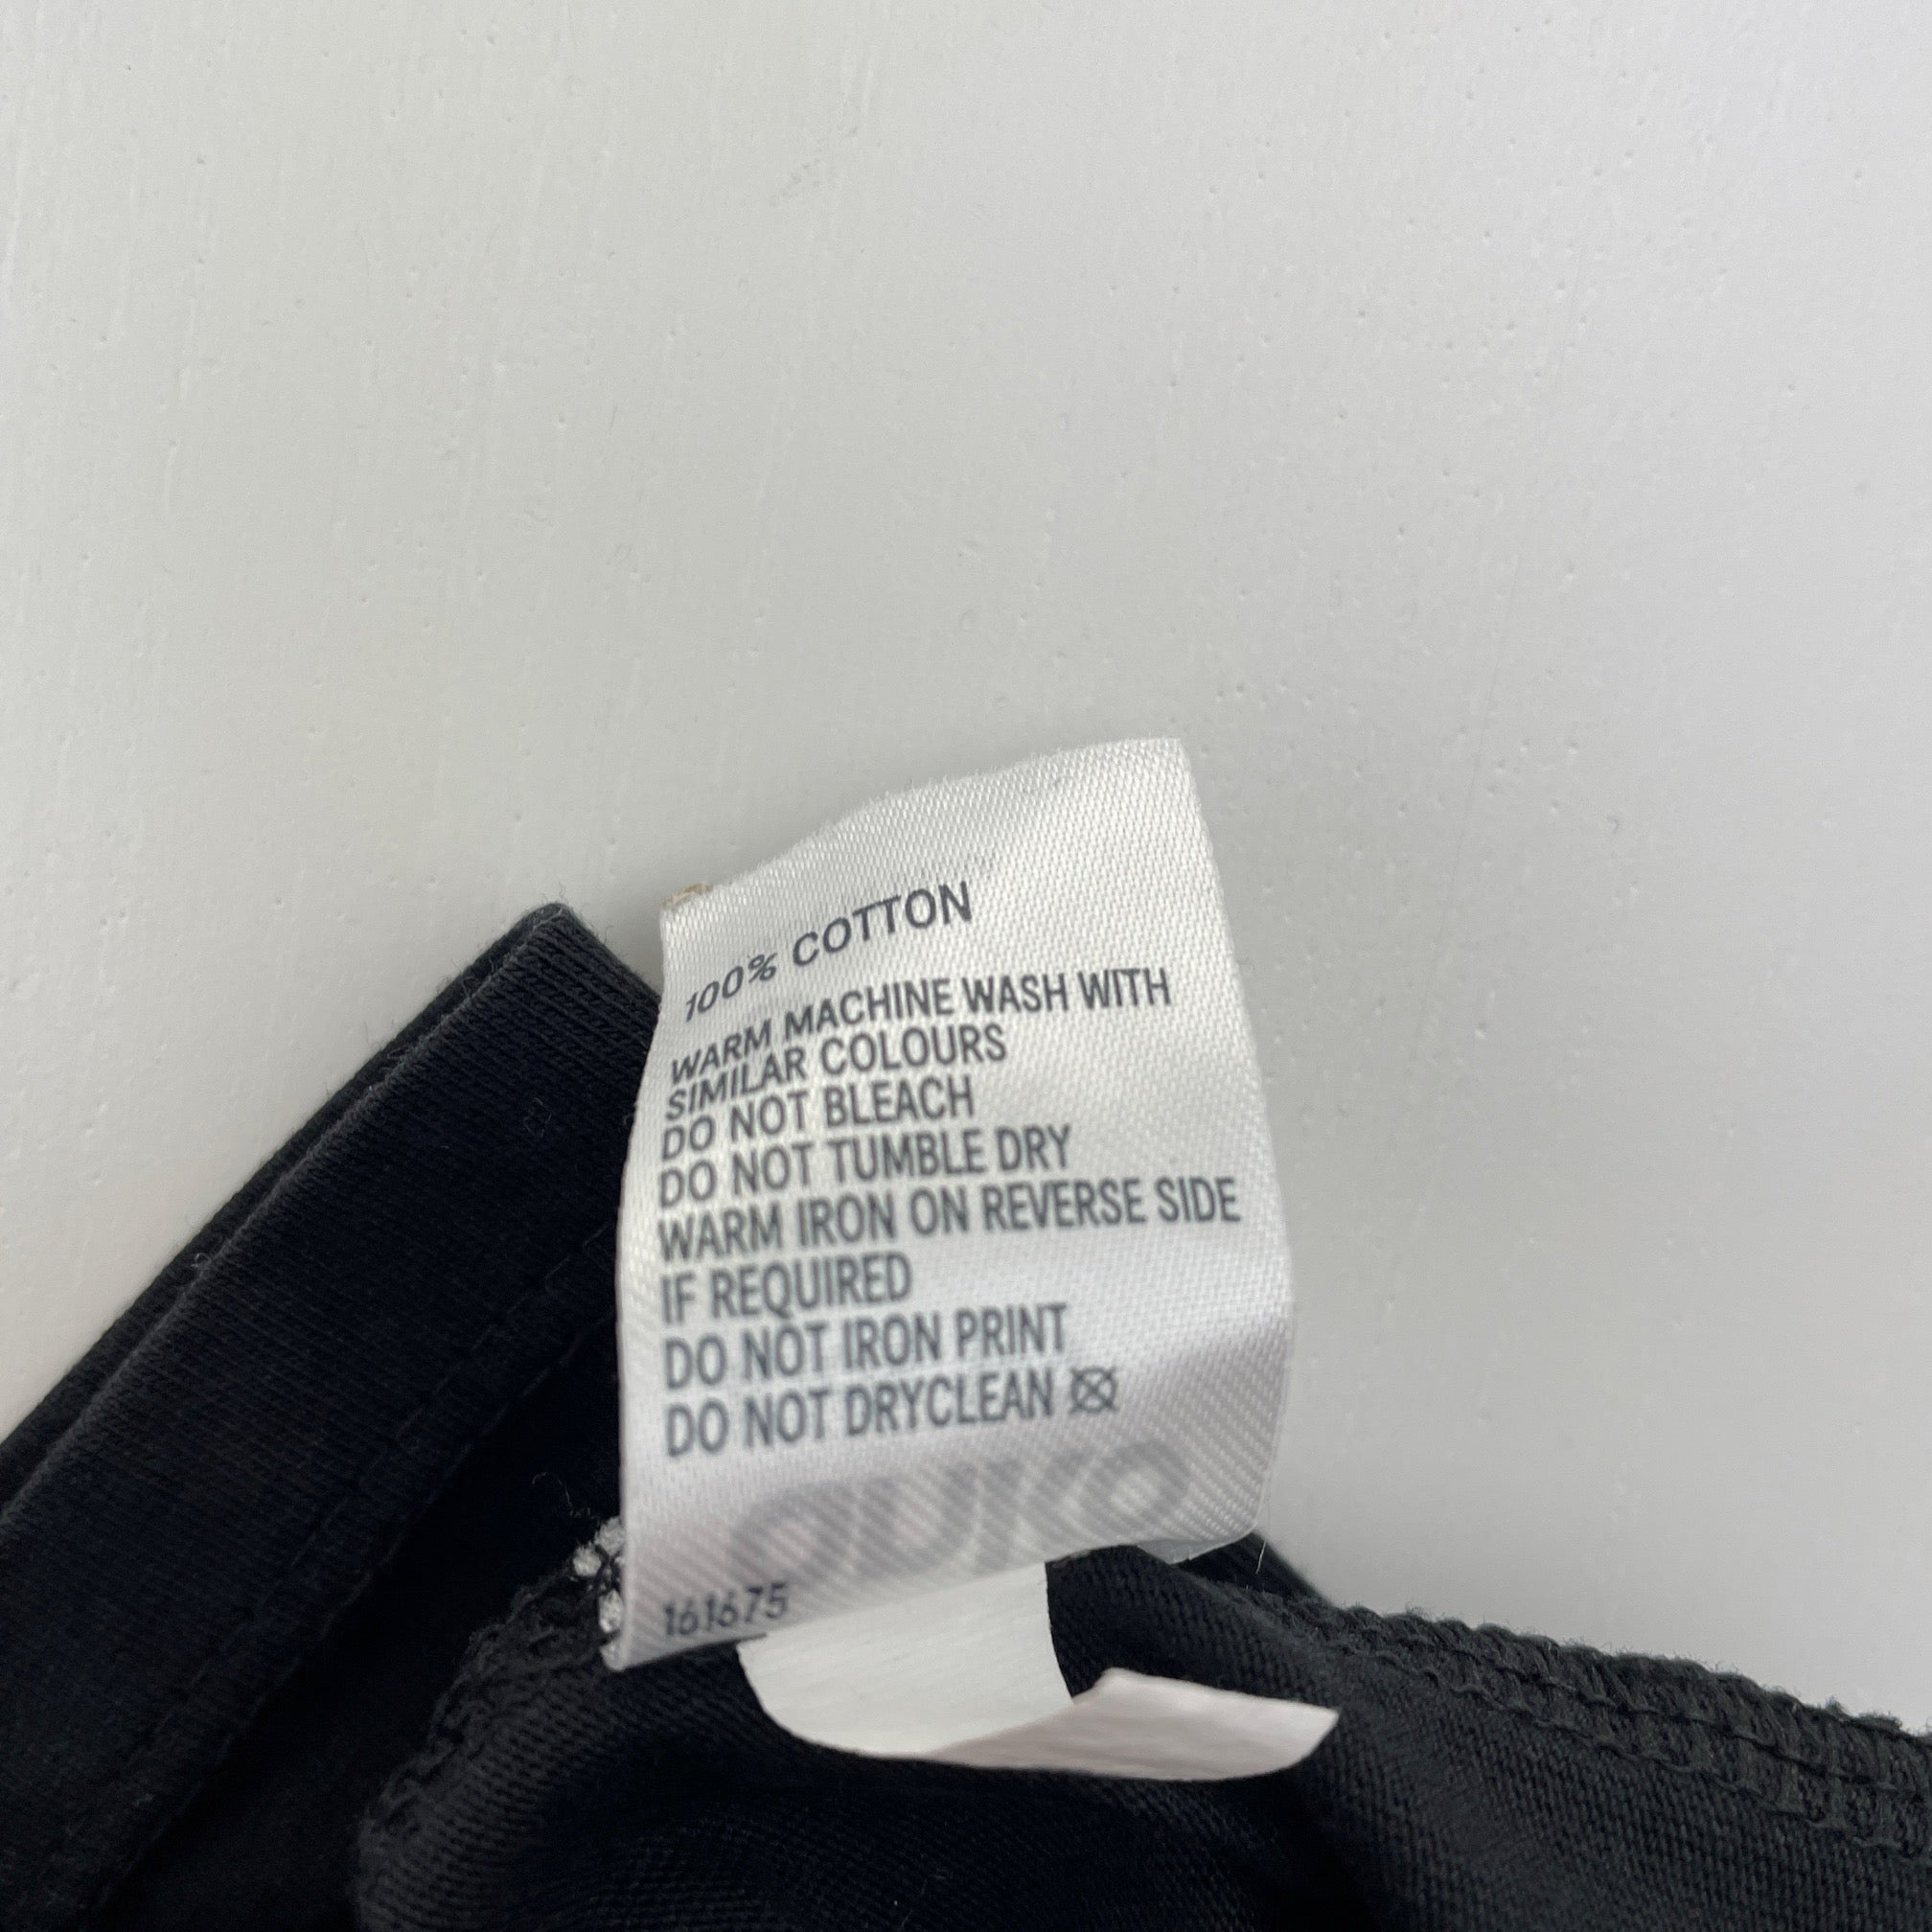 100% COTTON
WARM MACHINE WASH WITH
SIMILAR COLOURS
DO NOT BLEACH
DO NOT TUMBLE DRY
WARM IRON ON REVERSE SIDE
IF REQUIRED
DO NOT IRON PRINT
DO NOT DRYCLEAN
161675